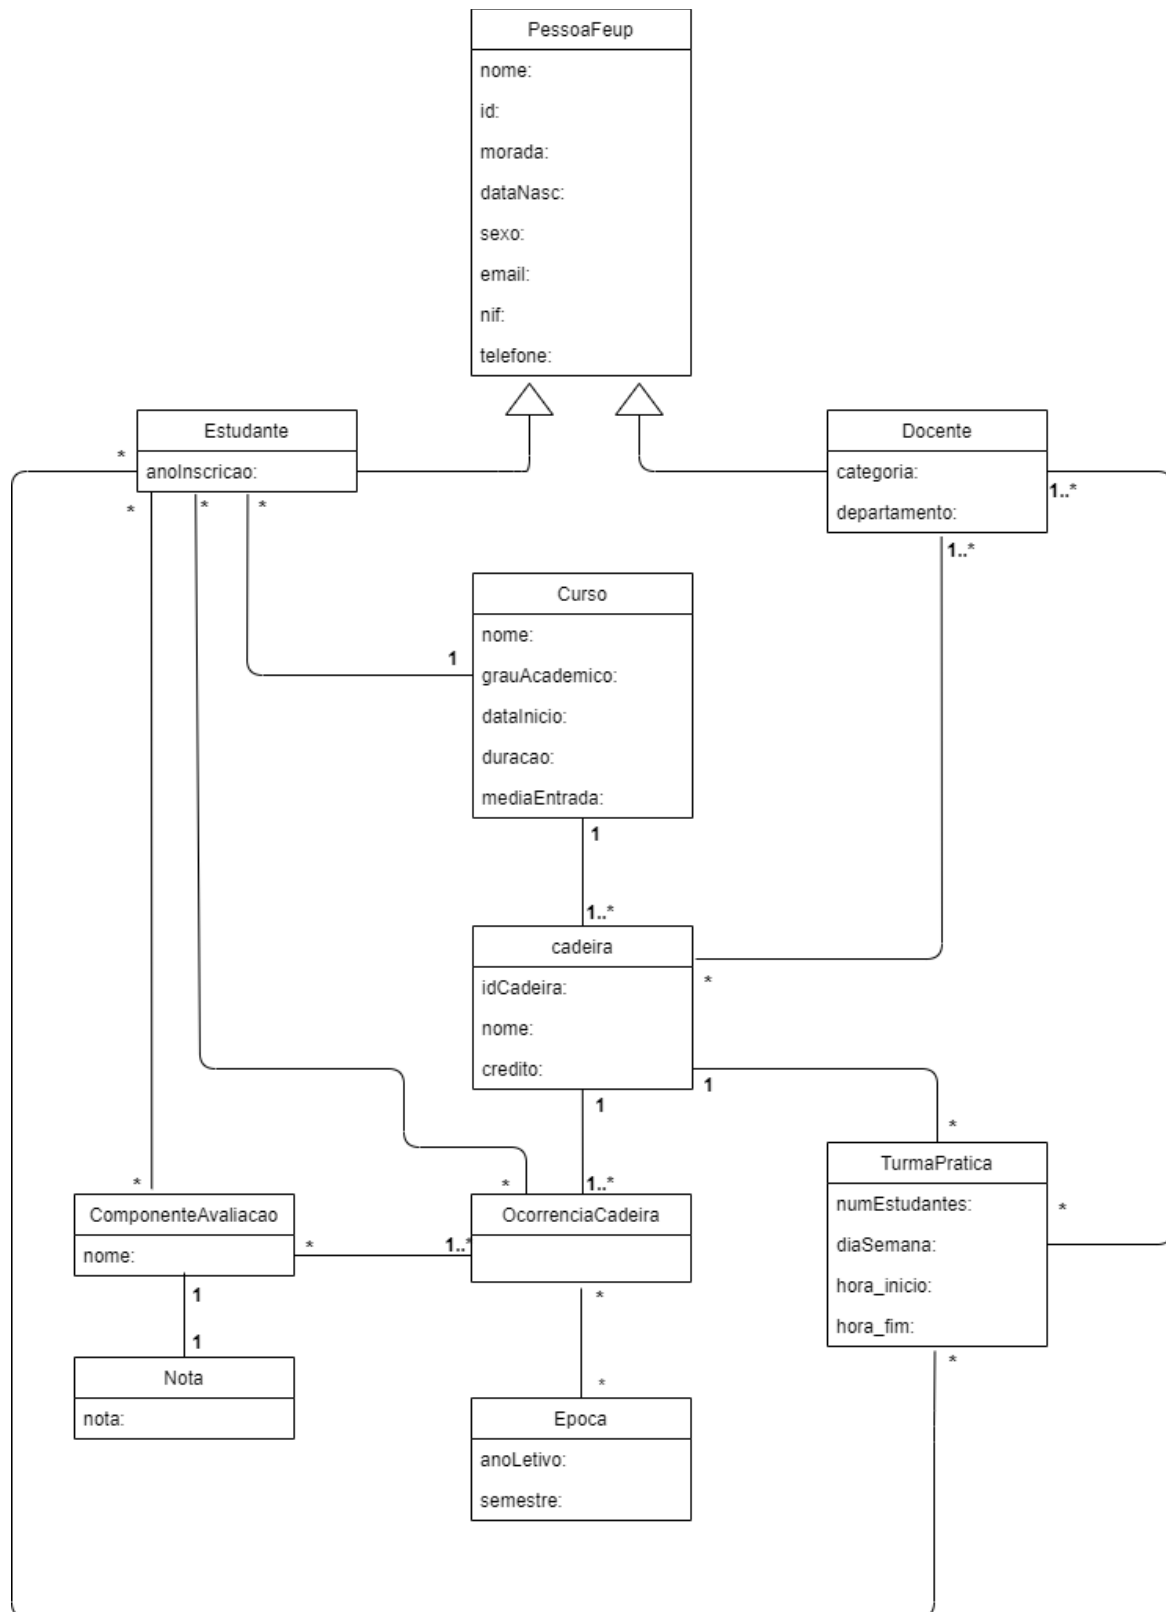 PessoaFeup
nome:
id:
morada:
dataNasc:
sexo:
email:
nif:
telefone:
Estudante
anoInscricao:
*
*
*
*
Docente
categoria:
departamento:
1..*
1..*
Curso
nome:
grauAcademico:
dataInicio:
duracao:
mediaEntrada:
1
1
1..*
cadeira
idCadeira:
nome:
credito:
*
1
1
*
TurmaPratica
numEstudantes:
diaSemana:
hora_inicio:
hora_fim:
*
*
*
ComponenteAvaliacao
nome:
*
1..*
*
1..*
OcorrenciaCadeira
1
1
Nota
nota:
*
*
Epoca
anoLetivo:
semestre: